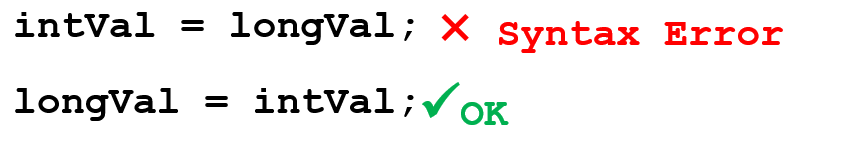 intVal = longVal; ✕ Syntax Error
longVal = intVal;✓OK